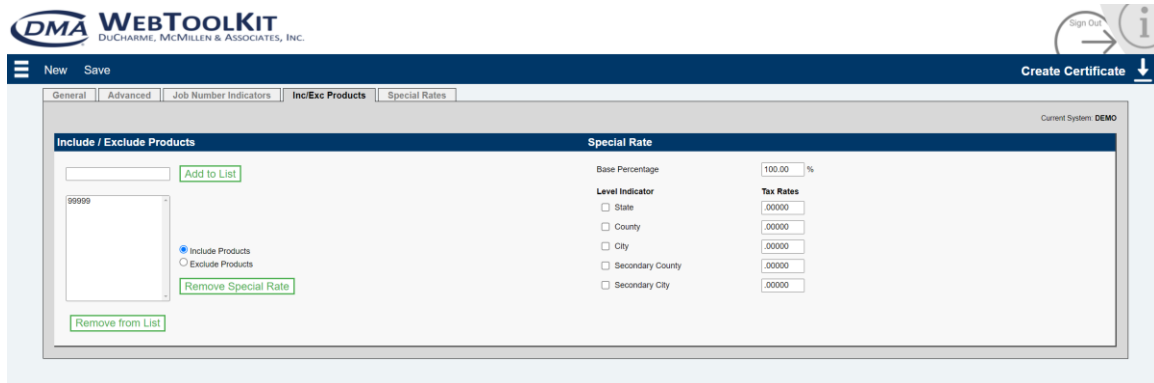 DMA WEBTOOLKIT
DUCHARME, MCMILLEN & ASSOCIATES, INC.
Sign Out
i
New Save
Create Certificate
General Advanced Job Number Indicators Inc/Exc Products Special Rates
Current System: DEMO
Include / Exclude Products
Special Rate
Add to List
99999
Include Products
Exclude Products
Remove Special Rate
Remove from List
Base Percentage 100.00 %
Level Indicator Tax Rates
State .00000
County .00000
City .00000
Secondary County .00000
Secondary City .00000